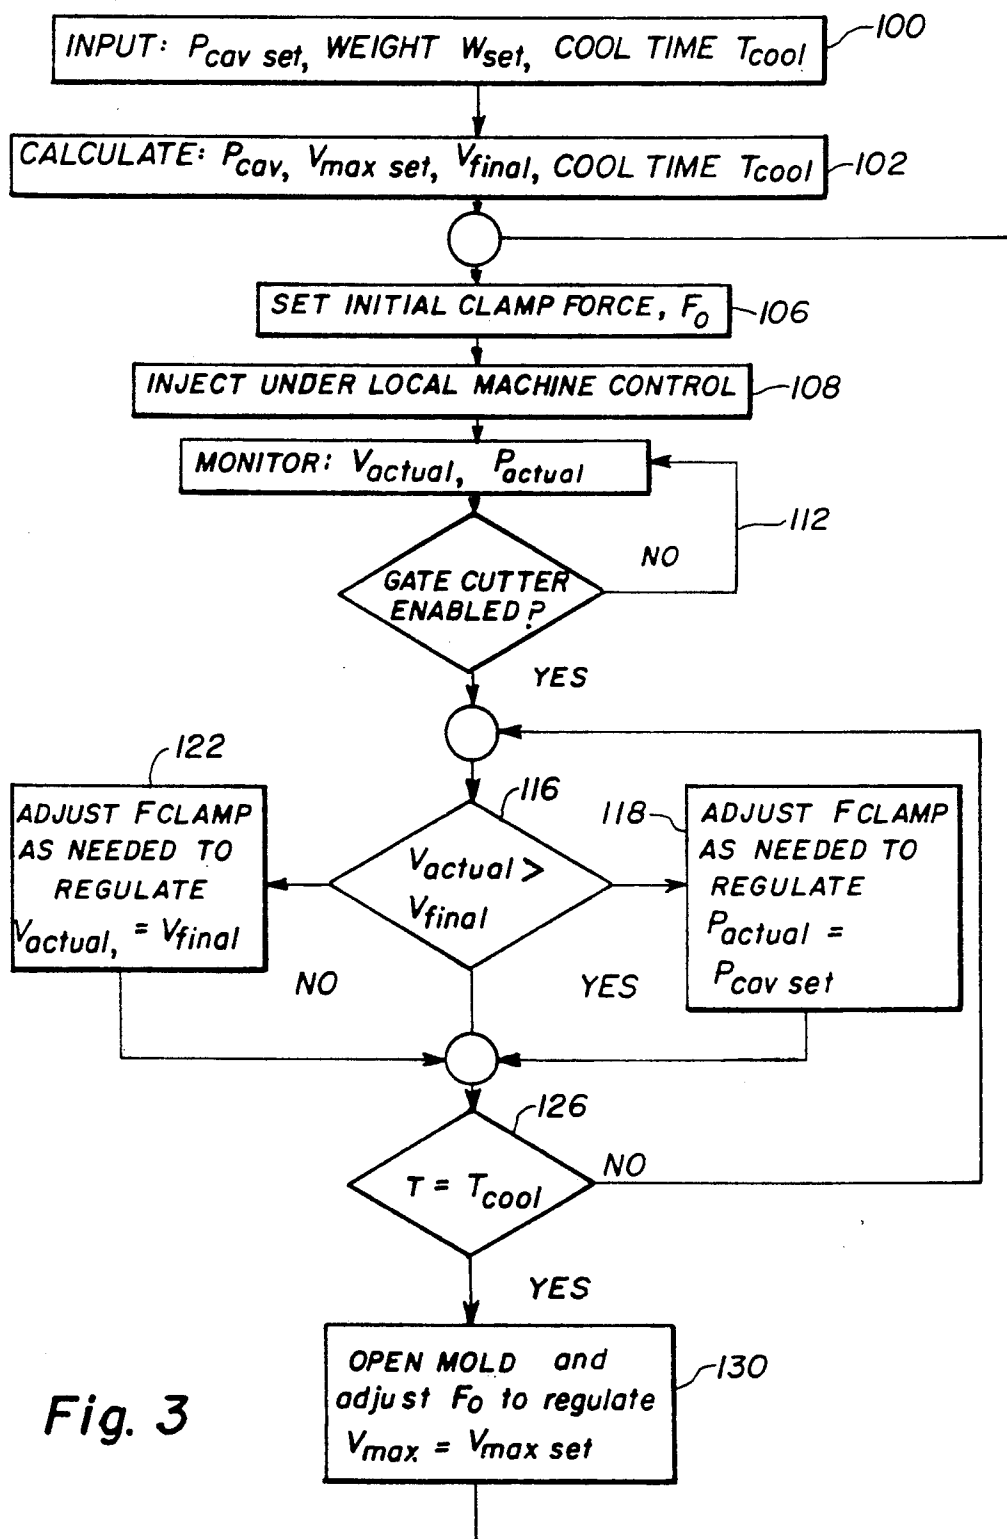 INPUT: Pcav set, WEIGHT Wset, COOL TIME Tcool
100
CALCULATE: Pcav, Vmax set, Vfinal, COOL TIME Tcool
102
SET INITIAL CLAMP FORCE, Fo
106
INJECT UNDER LOCAL MACHINE CONTROL
108
MONITOR: Vactual, Pactual
112
NO
GATE CUTTER
ENABLED?
YES
122
ADJUST FCLAMP
AS NEEDED TO
REGULATE
Vactual, = Vfinal
116
Vactual >
Vfinal
NO
YES
118
ADJUST FCLAMP
AS NEEDED TO
REGULATE
Pactual =
Pcav set
126
T = Tcool
NO
YES
OPEN MOLD and
adjust Fo to regulate
Vmax = Vmax set
130
Fig. 3